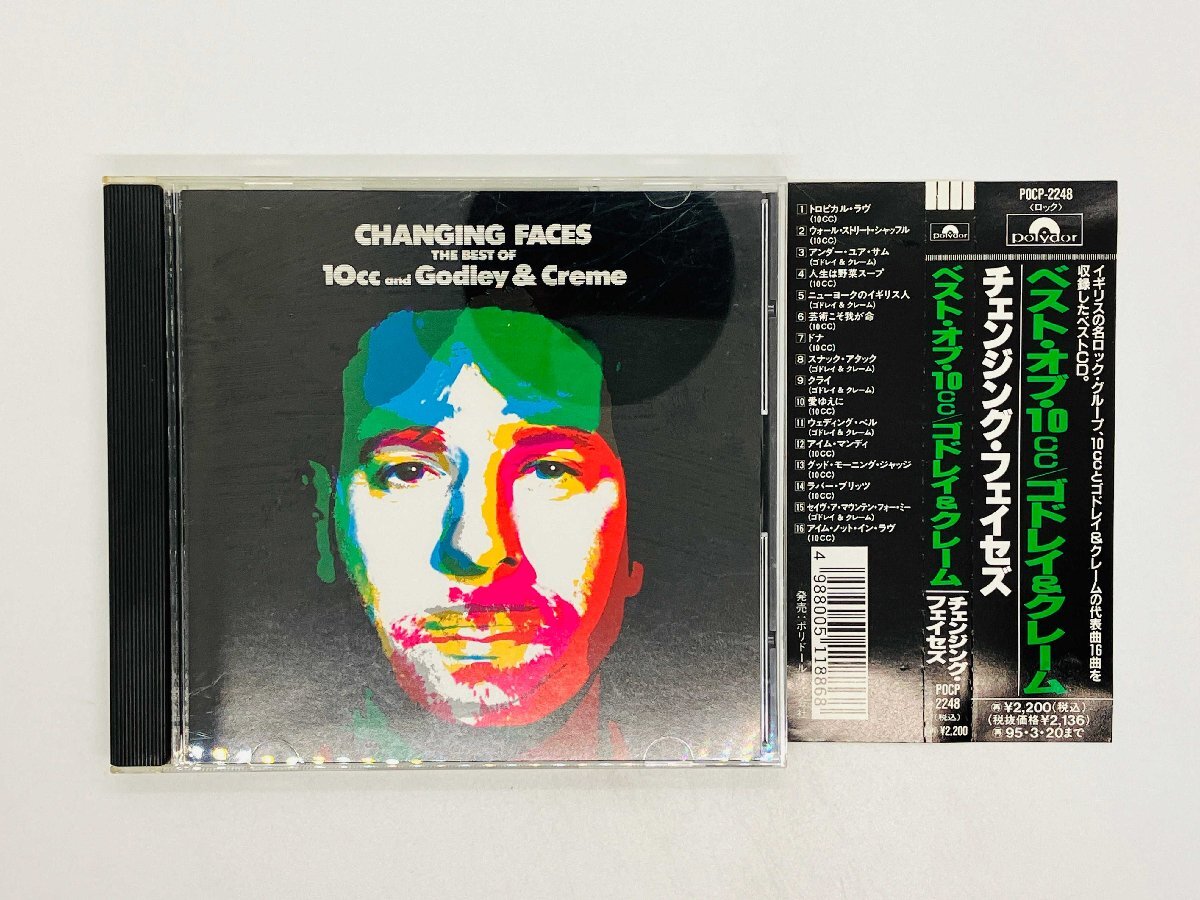 CHANGING FACES
THE BEST OF
10cc and Godley & Creme
1 トロピカル・ラヴ
(10CC)
2 ウォール・ストリート・シャッフル
(10CC)
3 アンダー・ユア・サム
(ゴドレイ & クレーム)
4 人生は野菜スープ
(10CC)
5 ニューヨークのイギリス人
(ゴドレイ & クレーム)
6 芸術こそ我が命
(10CC)
7 ドナ
(10CC)
8 スナック・アタック
(ゴドレイ & クレーム)
9 クライ
(ゴドレイ & クレーム)
10 愛ゆえに
(10CC)
11 ウェディング・ベル
(ゴドレイ & クレーム)
12 アイム・マンディ
(10CC)
13 グッド・モーニング・ジャッジ
(10CC)
14 ラバー・ブリッツ
(10CC)
15 セイヴ・ア・マウンテン・フォー・ミー
(ゴドレイ & クレーム)
16 アイム・ノット・イン・ラヴ
(10CC)
4 988005 118868
発売:ポリドール
polydor
ベスト・オブ・10cc/ゴドレイ&クレーム
チェンジング・
フェイセズ
POCP
2248
(税込)
¥2,200
POCP-2248
〈ロック〉
polydor
イギリスの名ロック・グループ、10ccとゴドレイ&クレームの代表曲16曲を
収録したベストCD。
ベスト・オブ・10cc/ゴドレイ&クレーム
チェンジング・フェイセズ
¥2,200(税込)
(税抜価格¥2,136)
95・3・20まで